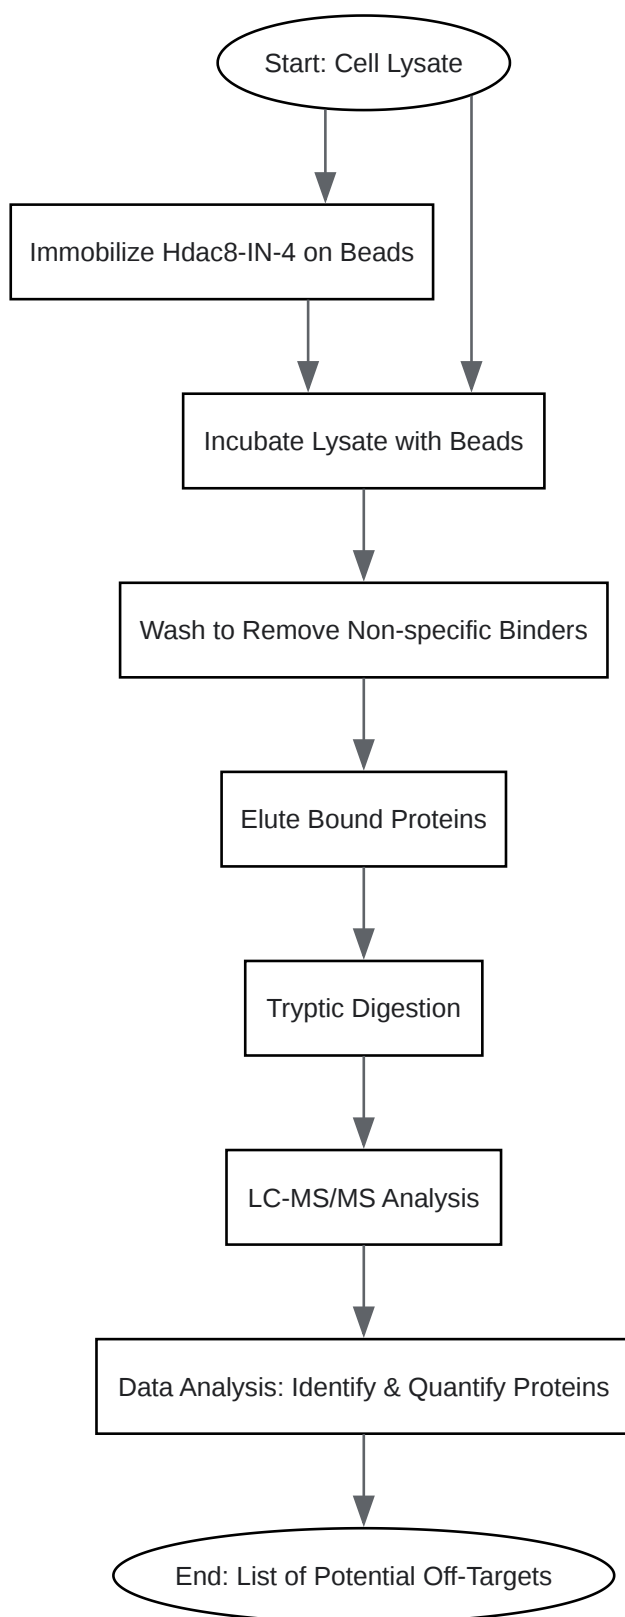 Start: Cell Lysate
Immobilize Hdac8-IN-4 on Beads
Incubate Lysate with Beads
Wash to Remove Non-specific Binders
Elute Bound Proteins
Tryptic Digestion
LC-MS/MS Analysis
Data Analysis: Identify & Quantify Proteins
End: List of Potential Off-Targets